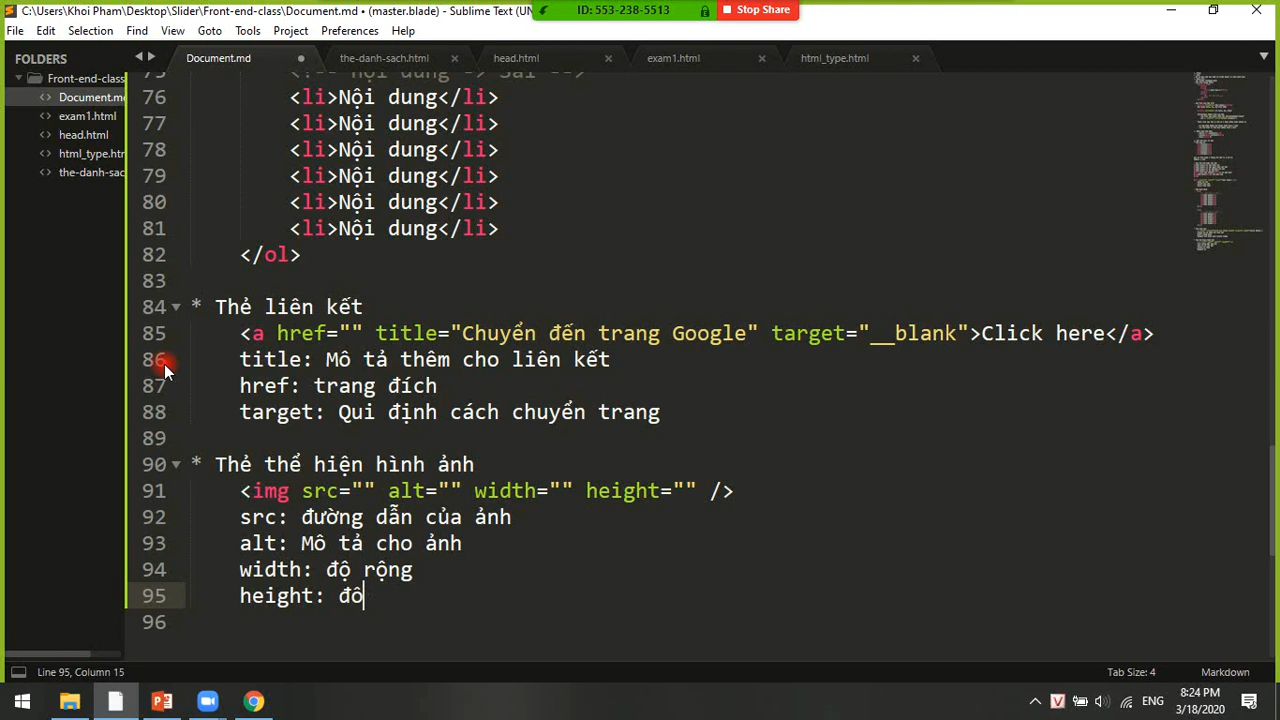 C:\Users\Khoi Pham\Desktop\Slider\Front-end-class\Document.md • (master.blade) - Sublime Text (UN
ID: 553-238-5513
Stop Share
File Edit Selection Find View Goto Tools Project Preferences Help
FOLDERS
Front-end-class
Document.md
exam1.html
head.html
html_type.htm
the-danh-sac
Document.md
the-danh-sach.html
head.html
exam1.html
html_type.html
75 <!-- Nội dung -> Sai -->
76 <li>Nội dung</li>
77 <li>Nội dung</li>
78 <li>Nội dung</li>
79 <li>Nội dung</li>
80 <li>Nội dung</li>
81 <li>Nội dung</li>
82 </ol>
83
84 * Thẻ liên kết
85 <a href="" title="Chuyển đến trang Google" target="__blank">Click here</a>
86 title: Mô tả thêm cho liên kết
87 href: trang đích
88 target: Qui định cách chuyển trang
89
90 * Thẻ thể hiện hình ảnh
91 <img src="" alt="" width="" height="" />
92 src: đường dẫn của ảnh
93 alt: Mô tả cho ảnh
94 width: độ rộng
95 height: đô
96
Line 95, Column 15
Tab Size: 4
Markdown
ENG
8:24 PM
3/18/2020